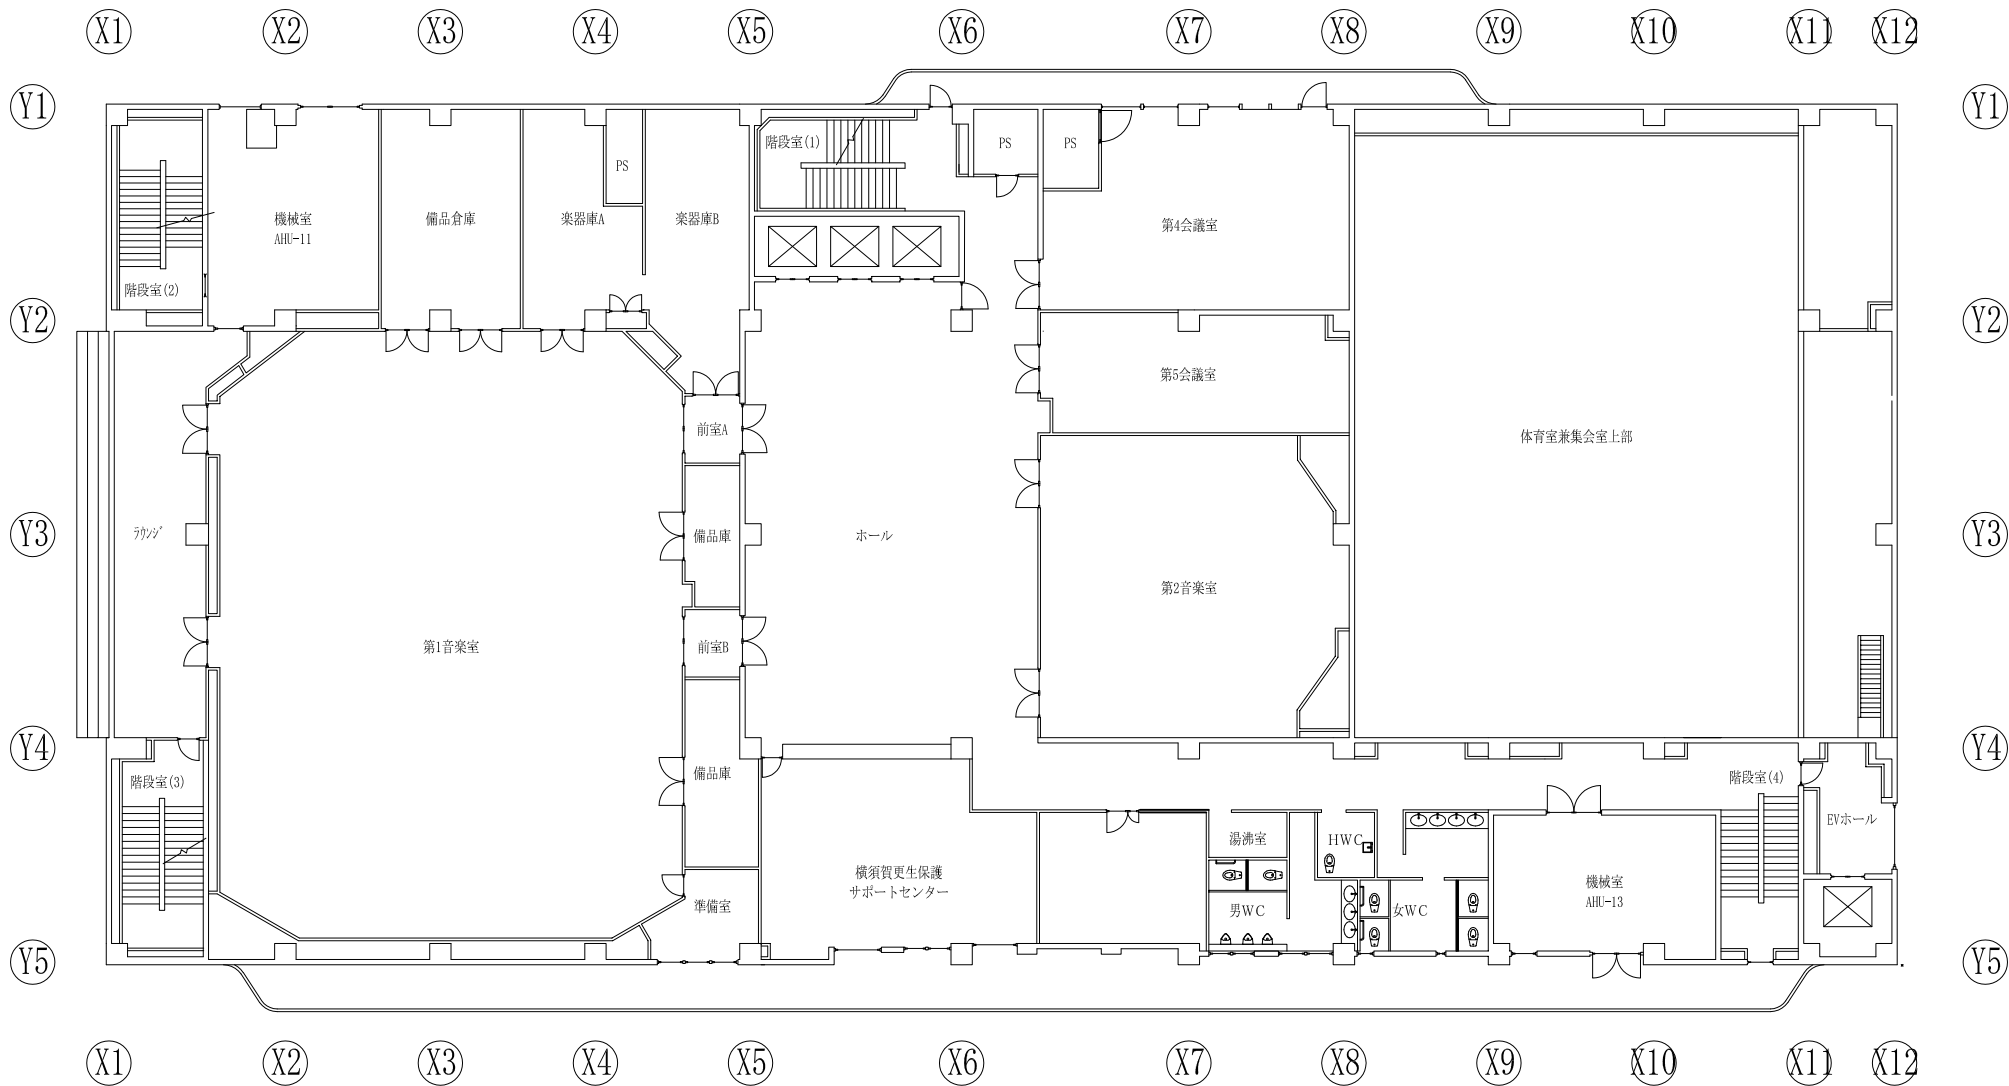 X1 X2 X3 X4 X5 X6 X7 X8 X9 X10 X11 X12
Y1 Y1
階段室(1)
PS
PS
PS
機械室
AHU-11
備品倉庫
楽器庫A
楽器庫B
第4会議室
階段室(2)
Y2 Y2
第5会議室
前室A
体育室兼集会室上部
ラウンジ
備品庫
ホール
Y3 Y3
第2音楽室
第1音楽室
前室B
Y4 Y4
階段室(3)
備品庫
階段室(4)
EVホール
湯沸室
HWC
横須賀更生保護
サポートセンター
機械室
AHU-13
準備室
男WC
女WC
Y5 Y5
X1 X2 X3 X4 X5 X6 X7 X8 X9 X10 X11 X12